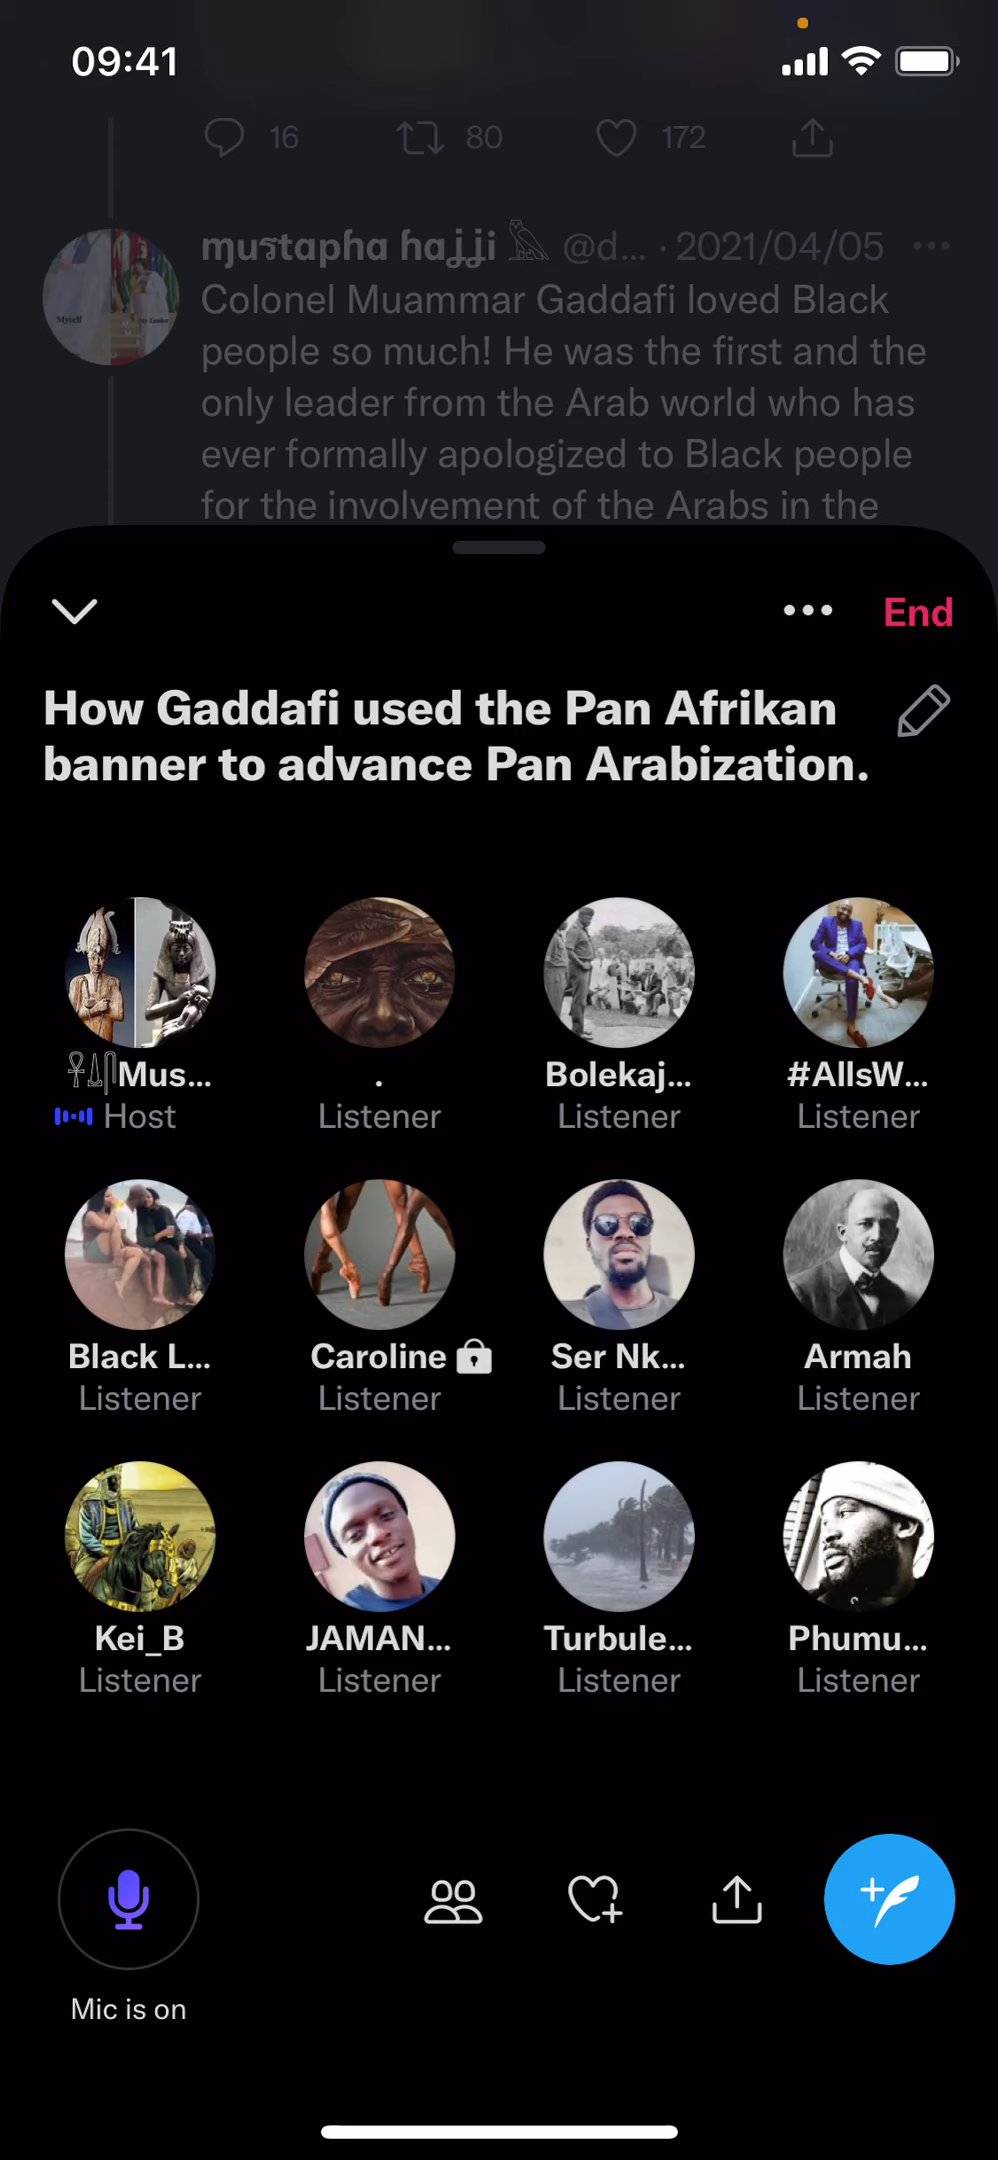 09:41
16 80 172
mustapha hajji 𓅃 @d... · 2021/04/05
Colonel Muammar Gaddafi loved Black
people so much! He was the first and the
only leader from the Arab world who has
ever formally apologized to Black people
for the involvement of the Arabs in the
End
How Gaddafi used the Pan Afrikan
banner to advance Pan Arabization.
𓋹𓍑𓋴Mus... . Bolekaj... #AllsW...
Host Listener Listener Listener
Black L... Caroline Ser Nk... Armah
Listener Listener Listener Listener
Kei_B JAMAN... Turbule... Phumu...
Listener Listener Listener Listener
Mic is on